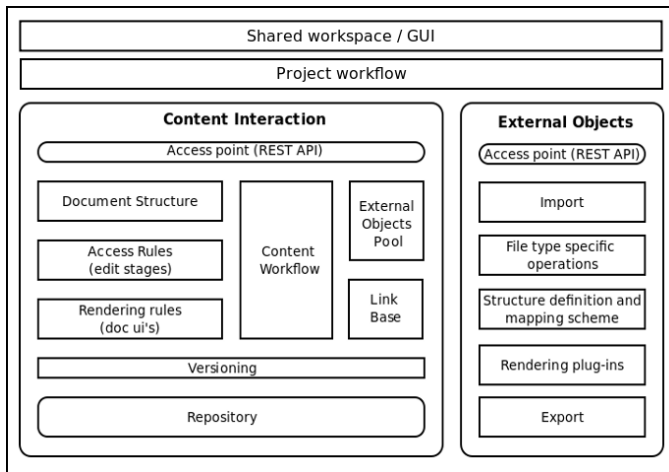 Shared workspace / GUI
Project workflow
Content Interaction
Access point (REST API)
Document Structure
Access Rules
(edit stages)
Rendering rules
(doc ui's)
Content
Workflow
External
Objects
Pool
Link
Base
Versioning
Repository
External Objects
Access point (REST API)
Import
File type specific
operations
Structure definition and
mapping scheme
Rendering plug-ins
Export